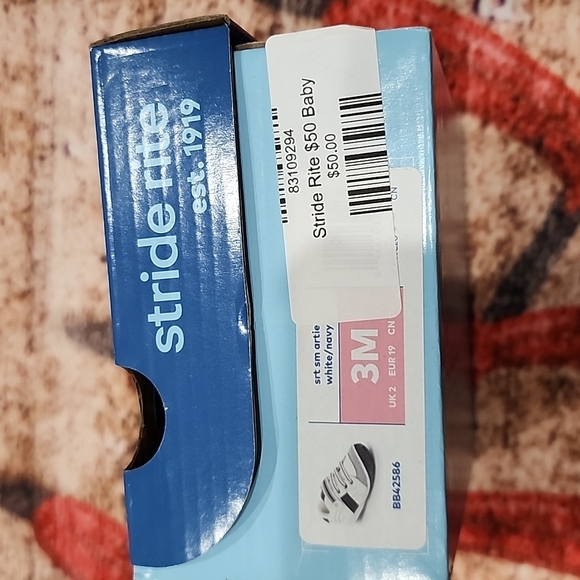 stride rite
est. 1919
83109294
Stride Rite $50 Baby
$50.00
srt sm artie
white/navy
3M
UK 2 EUR 19 CN
CN
BB42586